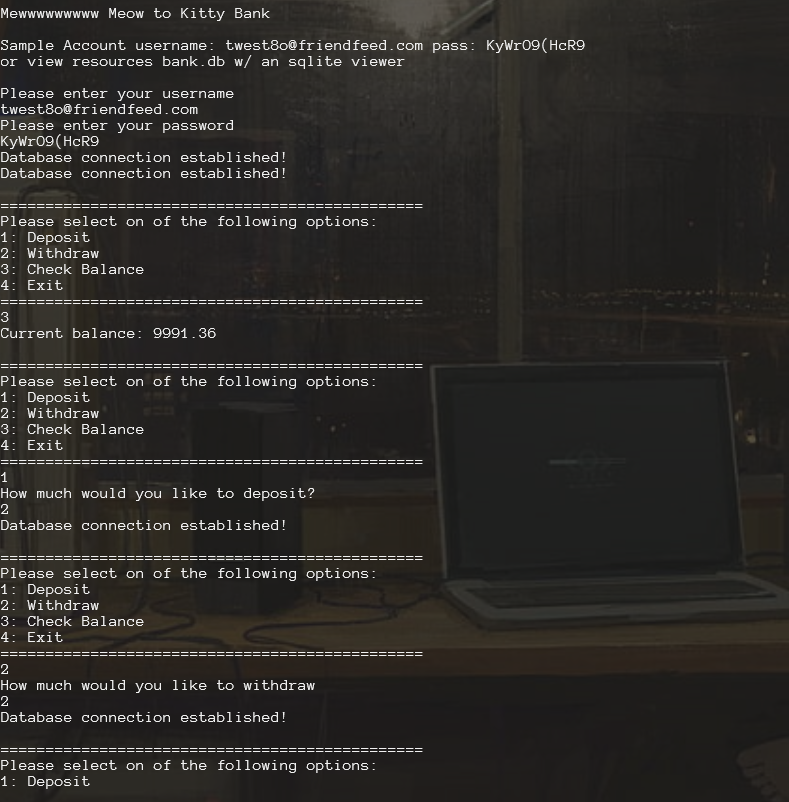 Mewwwwwwwww Meow to Kitty Bank
Sample Account username: twest8o@friendfeed.com pass: KyWrO9(HcR9
or view resources bank.db w/ an sqlite viewer
Please enter your username
twest8o@friendfeed.com
Please enter your password
KyWrO9(HcR9
Database connection established!
Database connection established!
===============================================
Please select on of the following options:
1: Deposit
2: Withdraw
3: Check Balance
4: Exit
===============================================
3
Current balance: 9991.36
===============================================
Please select on of the following options:
1: Deposit
2: Withdraw
3: Check Balance
4: Exit
===============================================
1
How much would you like to deposit?
2
Database connection established!
===============================================
Please select on of the following options:
1: Deposit
2: Withdraw
3: Check Balance
4: Exit
===============================================
2
How much would you like to withdraw
2
Database connection established!
===============================================
Please select on of the following options:
1: Deposit